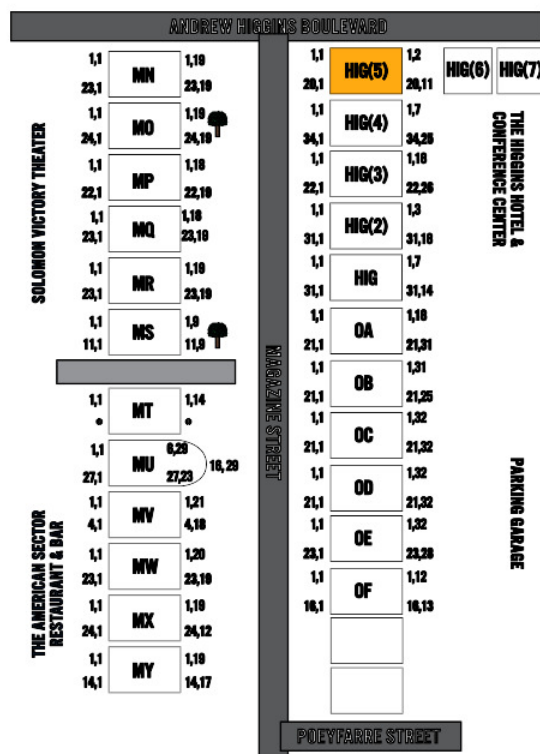 ANDREW HIGGINS BOULEVARD
1,1 MN 1,19
23,1 23,19
1,1 MO 1,19
24,1 24,19
1,1 MP 1,18
22,1 22,19
1,1 MQ 1,18
23,1 23,19
1,1 MR 1,19
23,1 23,19
1,1 MS 1,9
11,1 11,9
SOLOMON VICTORY THEATER
1,1 MT 1,14
1,1 MU 6,29
27,1 27,23 16,29
1,1 MV 1,21
4,1 4,18
1,1 MW 1,20
23,1 23,19
1,1 MX 1,19
24,1 24,12
1,1 MY 1,19
14,1 14,17
THE AMERICAN SECTOR
RESTAURANT & BAR
MAGAZINE STREET
1,1 HIG(5) 1,2
20,11
HIG(6) HIG(7)
1,1 HIG(4) 1,7
34,1 34,25
1,1 HIG(3) 1,16
22,1 22,26
1,1 HIG(2) 1,3
31,1 31,16
1,1 HIG 1,7
31,1 31,14
1,1 OA 1,18
21,1 21,31
1,1 OB 1,31
21,1 21,25
1,1 OC 1,32
21,1 21,32
1,1 OD 1,32
21,1 21,32
1,1 OE 1,32
23,1 23,28
1,1 OF 1,12
16,1 16,13
THE HIGGINS HOTEL &
CONFERENCE CENTER
PARKING GARAGE
POEYFARRE STREET